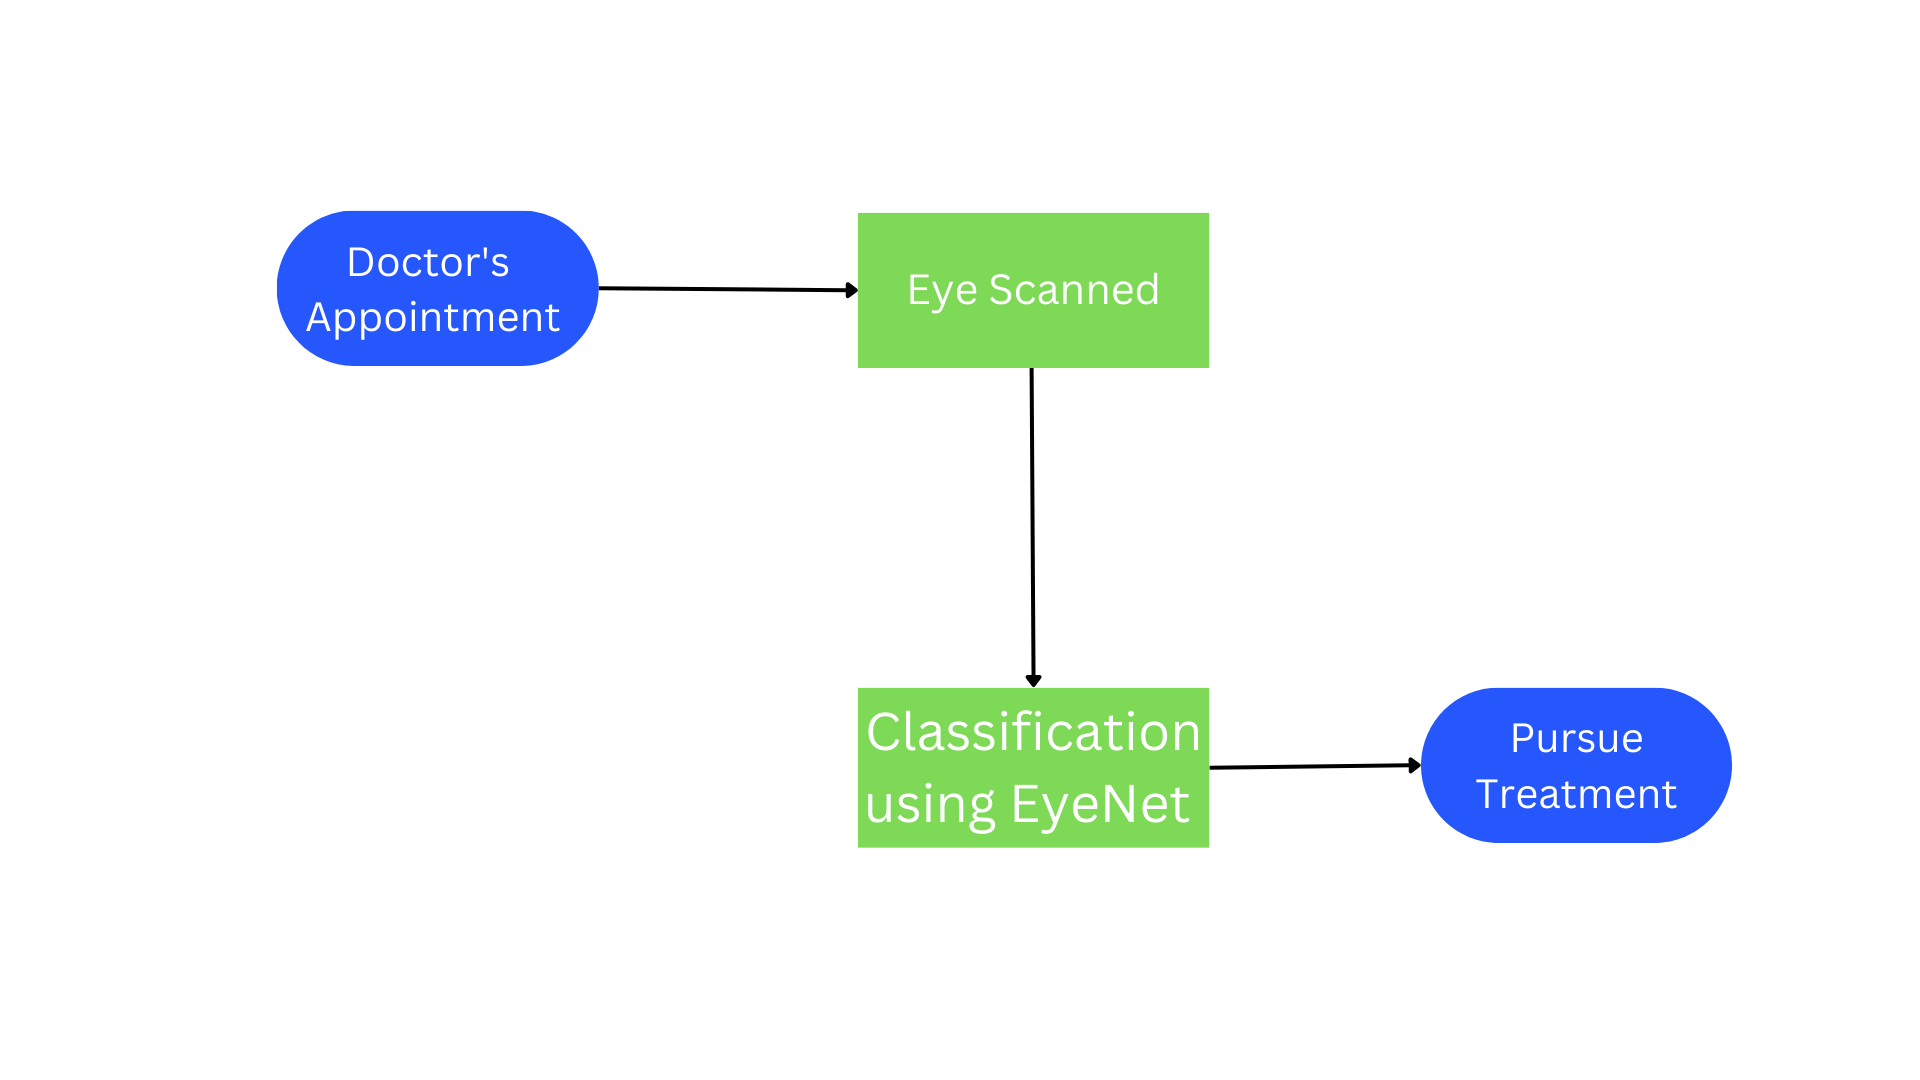 Doctor's
Appointment
Eye Scanned
Classification
using EyeNet
Pursue
Treatment